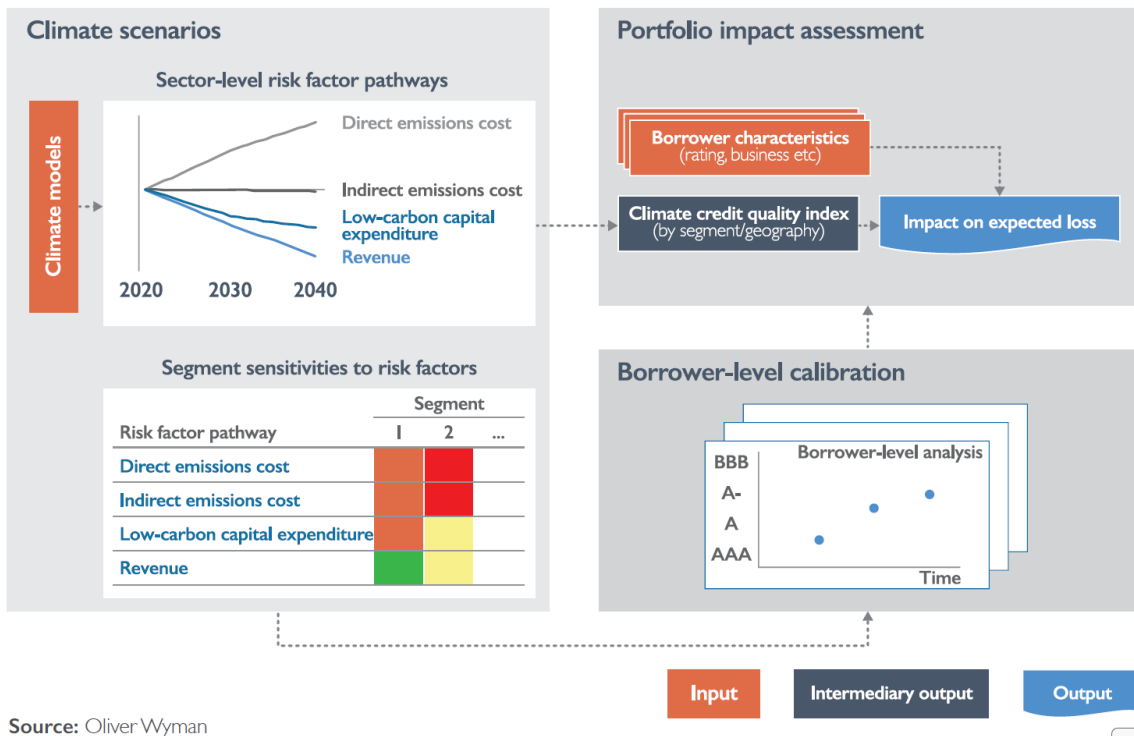 Climate scenarios
Sector-level risk factor pathways
Climate models
Direct emissions cost
Indirect emissions cost
Low-carbon capital
expenditure
Revenue
2020 2030 2040
Segment sensitivities to risk factors
Segment
Risk factor pathway 1 2 ...
Direct emissions cost
Indirect emissions cost
Low-carbon capital expenditure
Revenue
Portfolio impact assessment
Borrower characteristics
(rating, business etc)
Climate credit quality index
(by segment/geography)
Impact on expected loss
Borrower-level calibration
Borrower-level analysis
BBB
A-
A
AAA
Time
Input
Intermediary output
Output
Source: Oliver Wyman